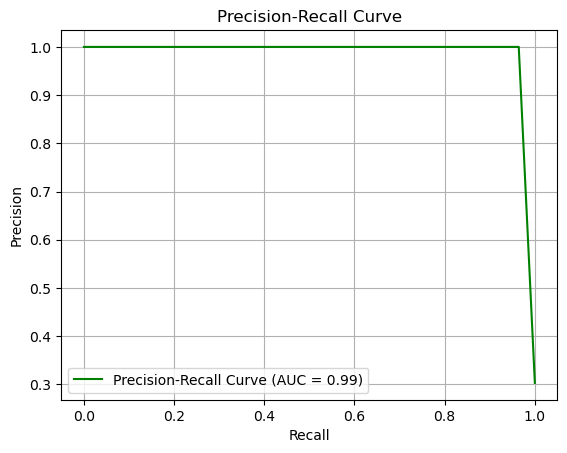 Precision-Recall Curve
1.0
0.9
0.8
0.7
0.6
0.5
0.4
0.3
Precision
Precision-Recall Curve (AUC = 0.99)
0.0 0.2 0.4 0.6 0.8 1.0
Recall